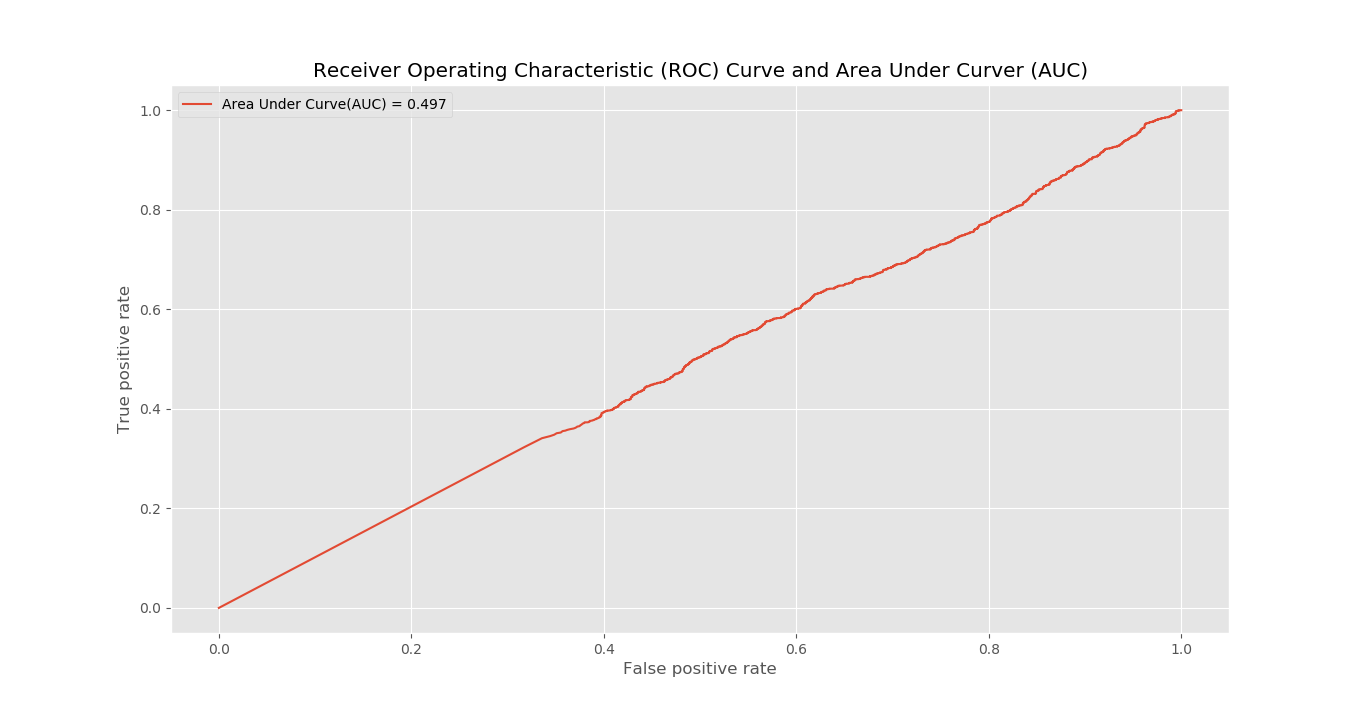 Receiver Operating Characteristic (ROC) Curve and Area Under Curver (AUC)
Area Under Curve(AUC) = 0.497
1.0
0.8
0.6
0.4
0.2
0.0
True positive rate
0.0 0.2 0.4 0.6 0.8 1.0
False positive rate